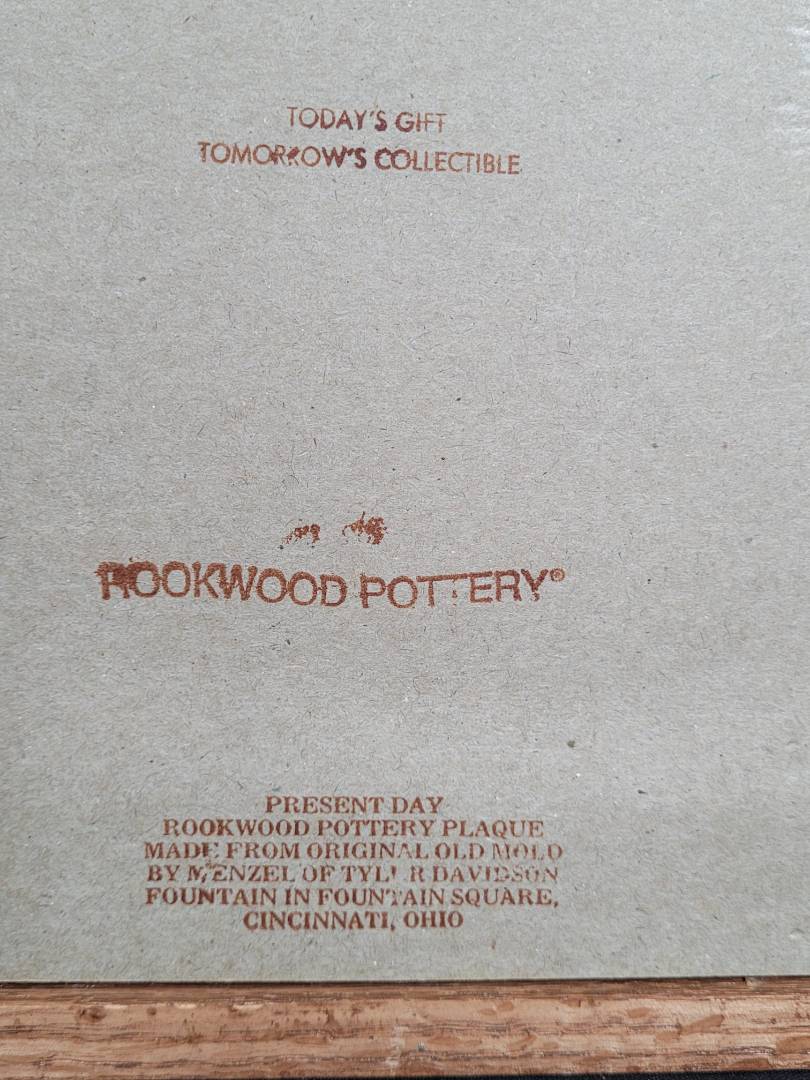 TODAY'S GIFT
TOMORROW'S COLLECTIBLE
ROOKWOOD POTTERY®
PRESENT DAY
ROOKWOOD POTTERY PLAQUE
MADE FROM ORIGINAL OLD MOLD
BY MENZEL OF TYLER DAVIDSON
FOUNTAIN IN FOUNTAIN SQUARE,
CINCINNATI, OHIO